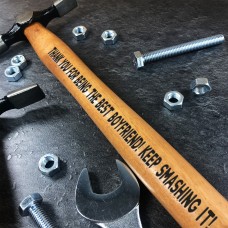 THANK YOU FOR BEING THE BEST BOYFRIEND! KEEP SMASHING IT!